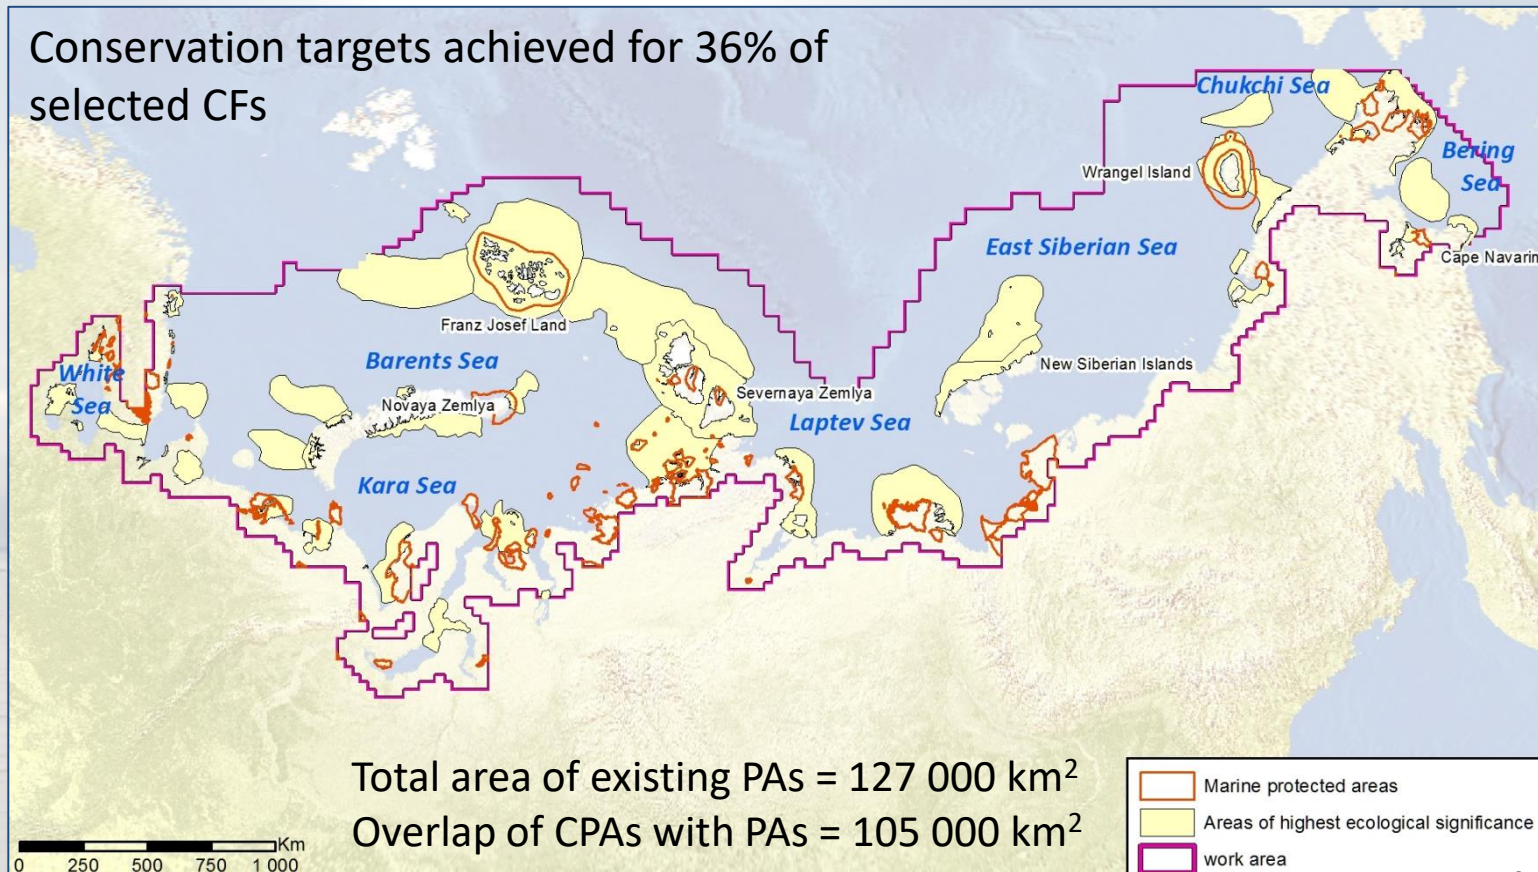 Conservation targets achieved for 36% of
selected CFs
Chukchi Sea
Bering
Sea
Wrangel Island
East Siberian Sea
Cape Navarin
Franz Josef Land
Barents Sea
New Siberian Islands
White
Sea
Severnaya Zemlya
Novaya Zemlya
Laptev Sea
Kara Sea
Total area of existing PAs = 127 000 km²
Overlap of CPAs with PAs = 105 000 km²
Marine protected areas
Areas of highest ecological significance
work area
Km
0 250 500 750 1 000